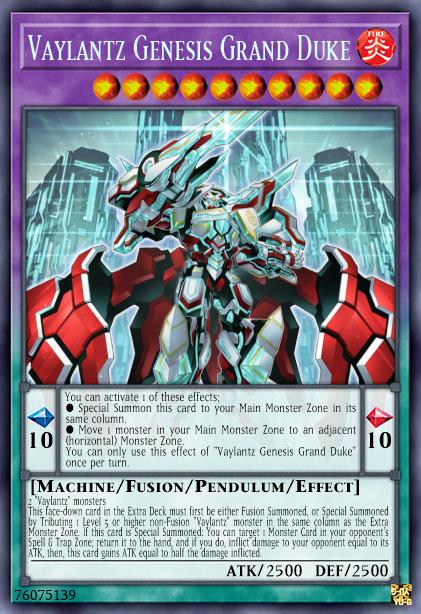 VAYLANTZ GENESIS GRAND DUKE
FIRE
炎
You can activate 1 of these effects;
● Special Summon this card to your Main Monster Zone in its
same column.
● Move 1 monster in your Main Monster Zone to an adjacent
(horizontal) Monster Zone.
You can only use this effect of "Vaylantz Genesis Grand Duke"
once per turn.
10
10
[MACHINE/FUSION/PENDULUM/EFFECT]
2 "Vaylantz" monsters
This face-down card in the Extra Deck must first be either Fusion Summoned, or Special Summoned
by Tributing 1 Level 5 or higher non-Fusion "Vaylantz" monster in the same column as the Extra
Monster Zone. If this card is Special Summoned: You can target 1 Monster Card in your opponent's
Spell & Trap Zone; return it to the hand, and if you do, inflict damage to your opponent equal to its
ATK, then, this card gains ATK equal to half the damage inflicted.
ATK/2500 DEF/2500
76075139